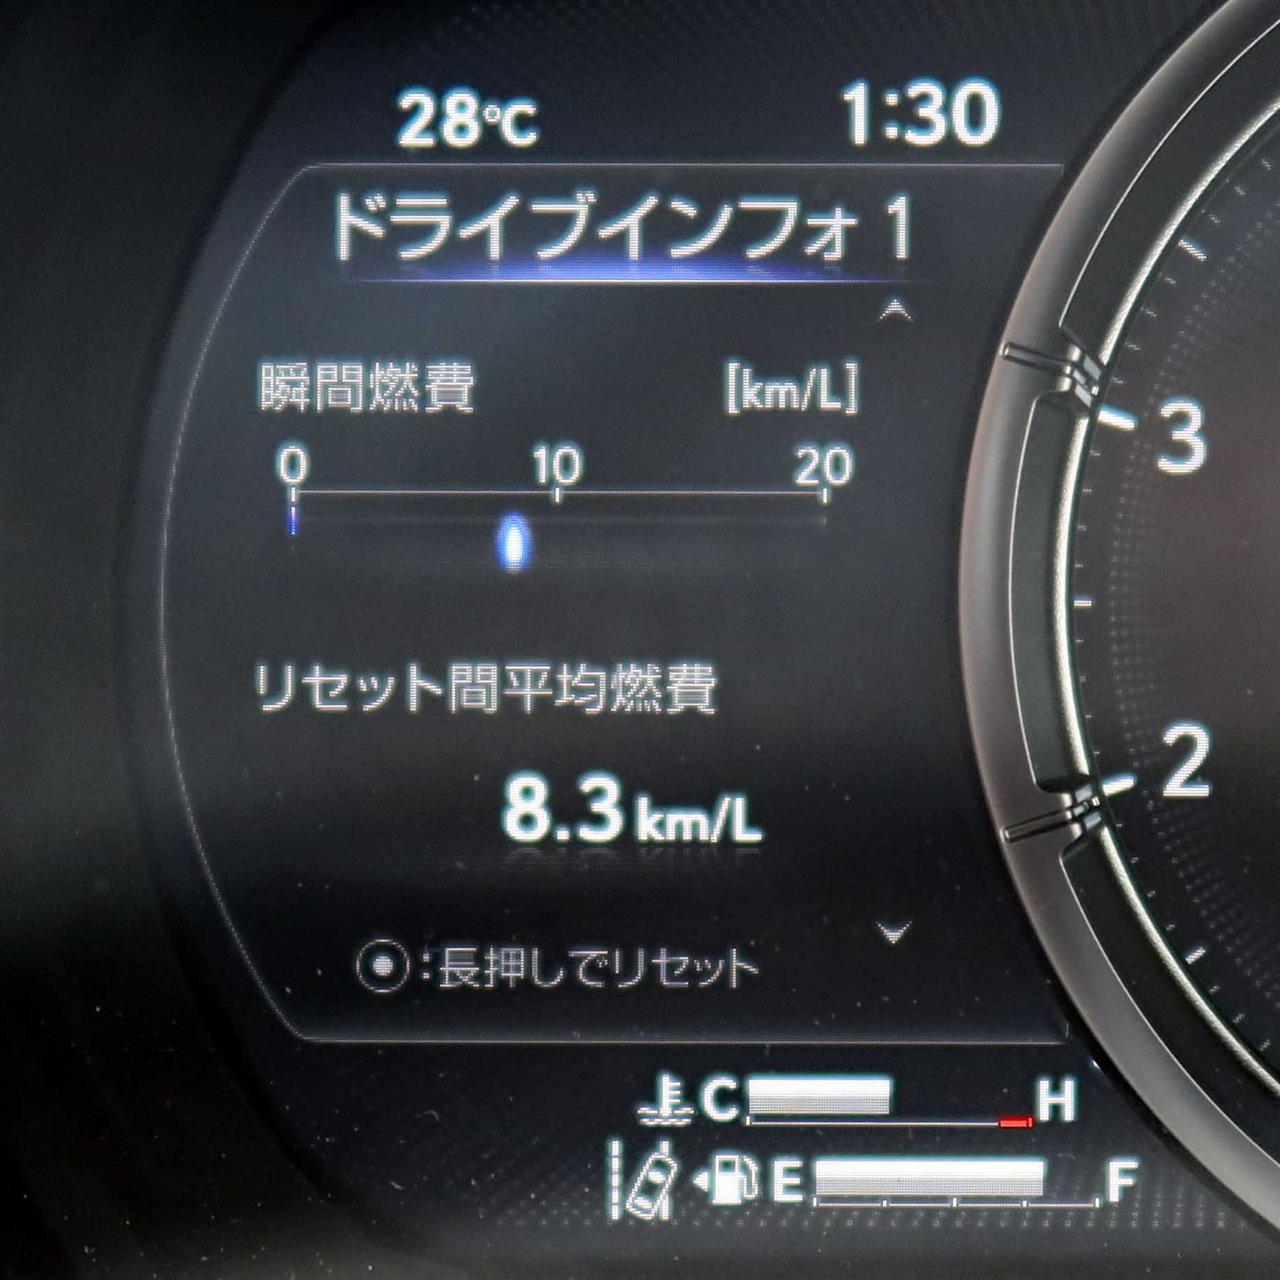 28℃ 1:30
ドライブインフォ 1
瞬間燃費 [km/L]
0 10 20
リセット間平均燃費
8.3 km/L
:長押しでリセット
C H
E F
3
2